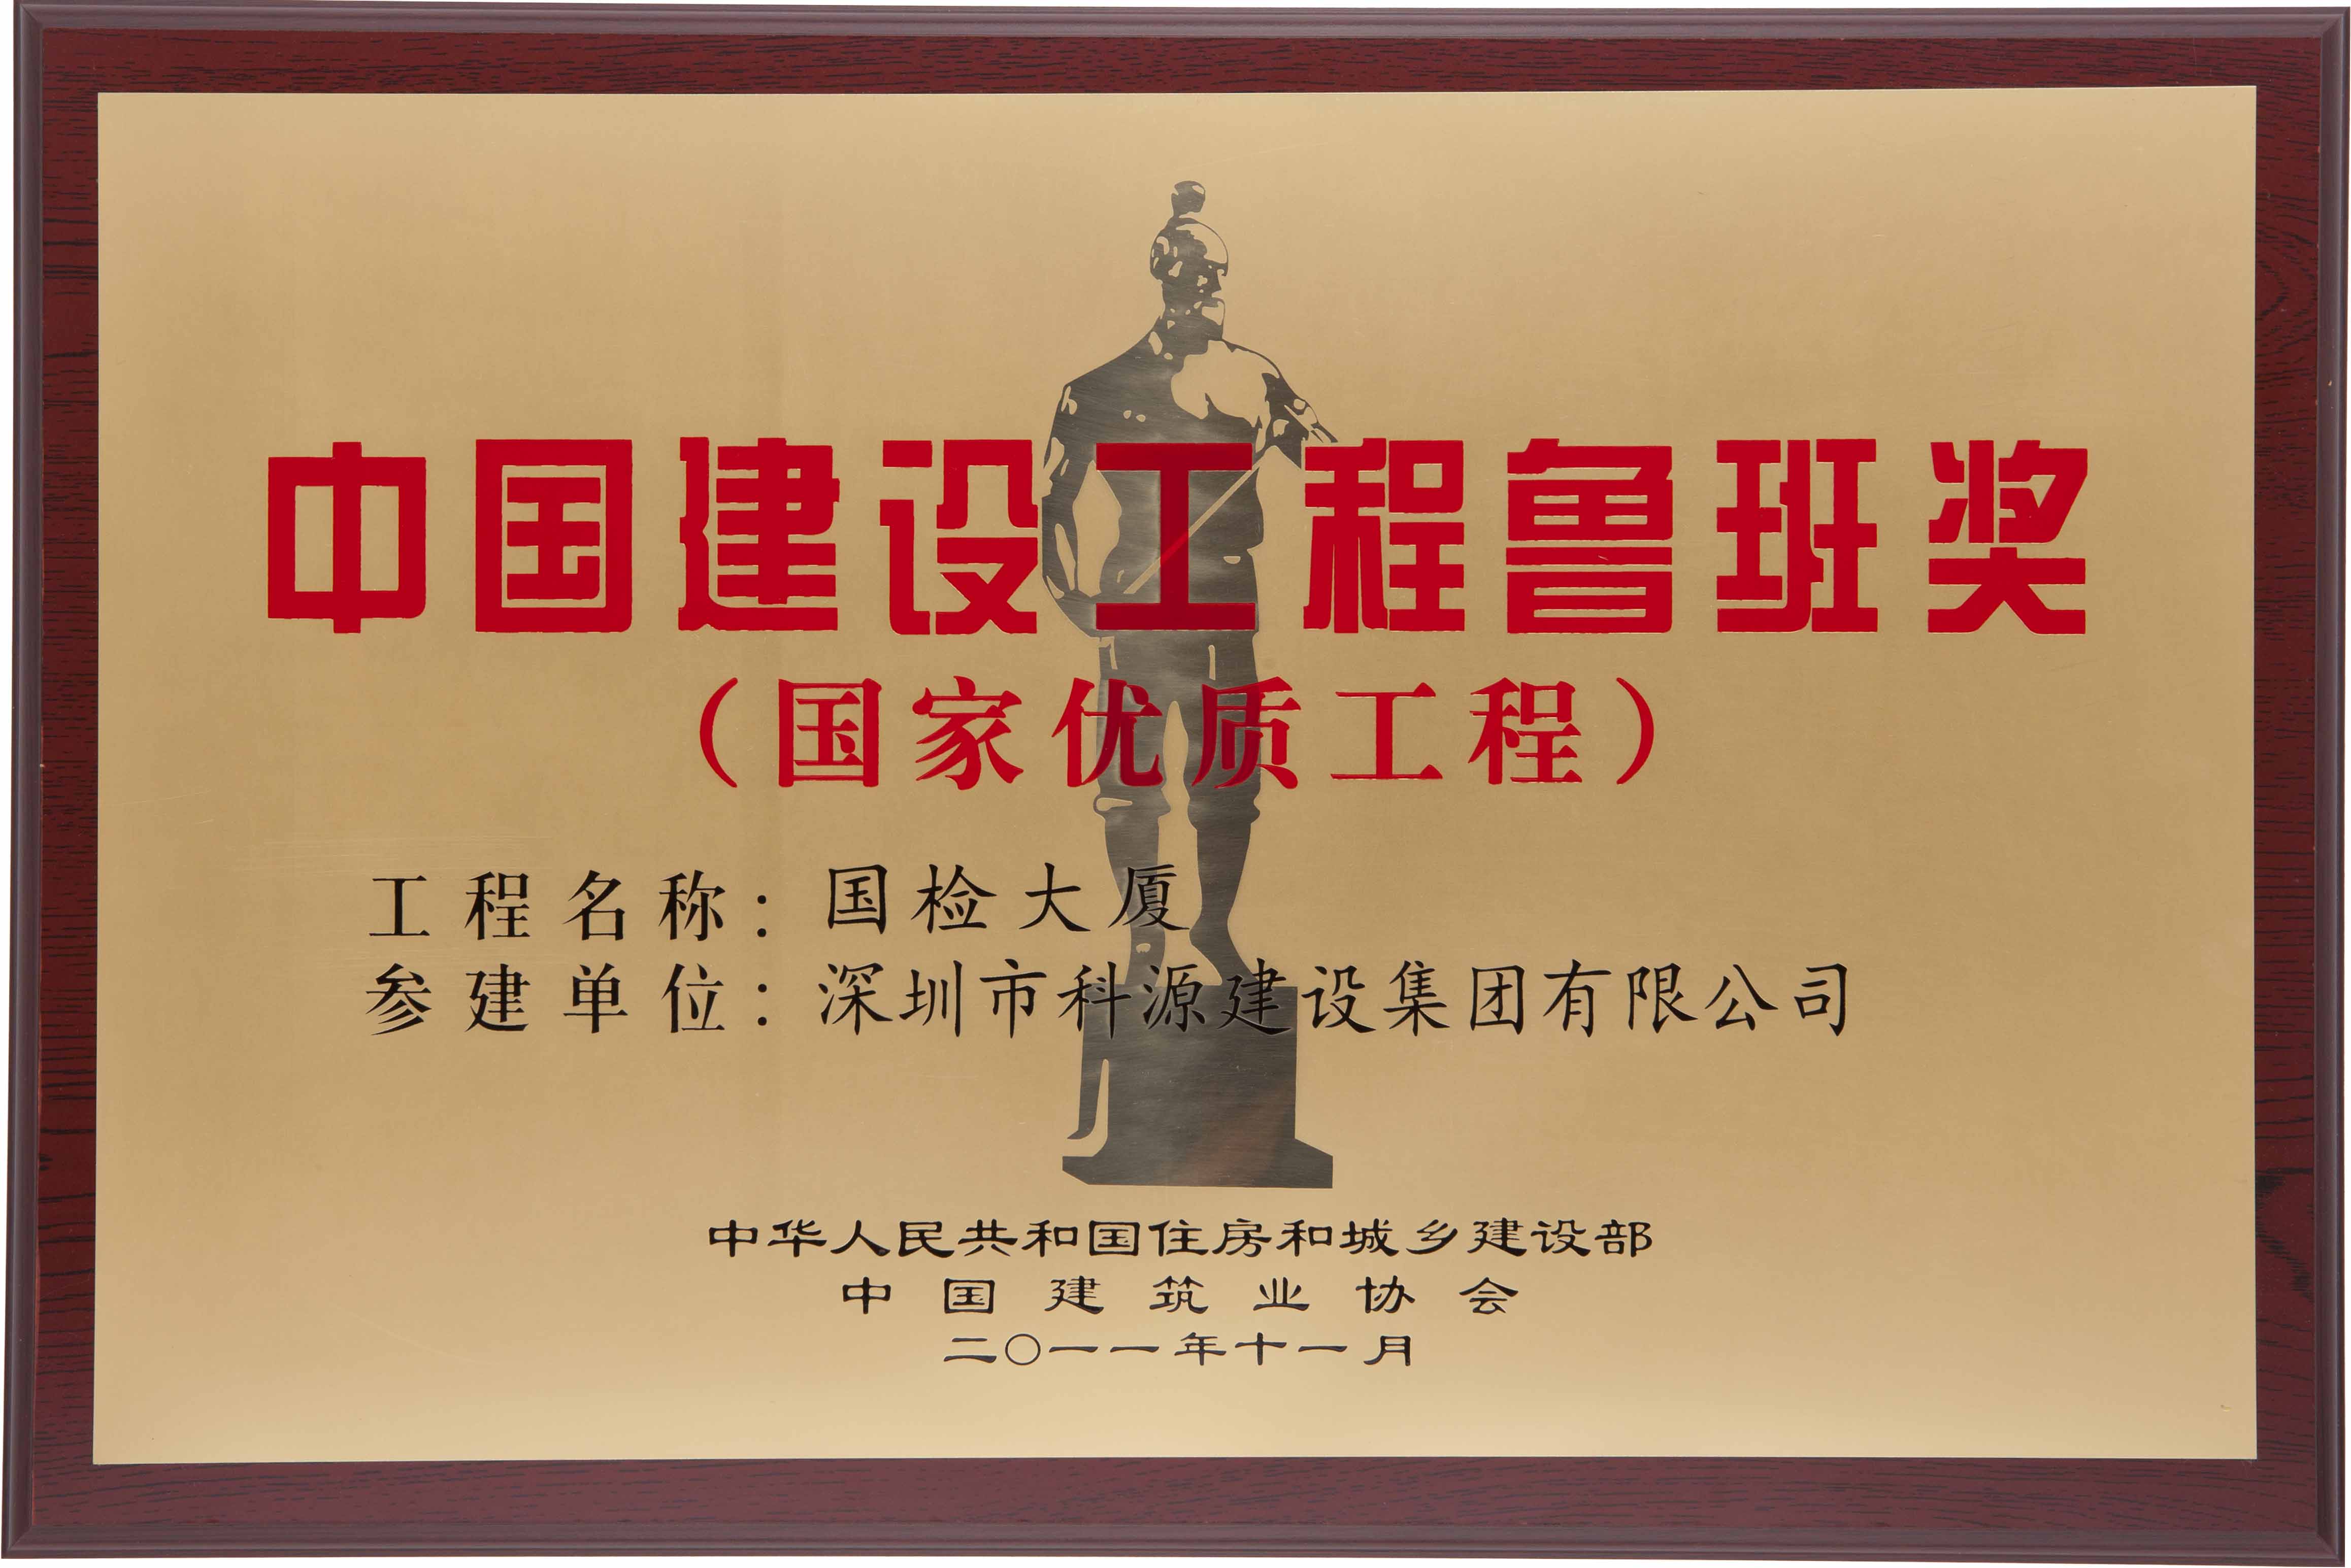 中国建设工程鲁班奖
（国家优质工程）
工程名称：国检大厦
参建单位：深圳市科源建设集团有限公司
中华人民共和国住房和城乡建设部
中国建筑业协会
二〇一一年十一月